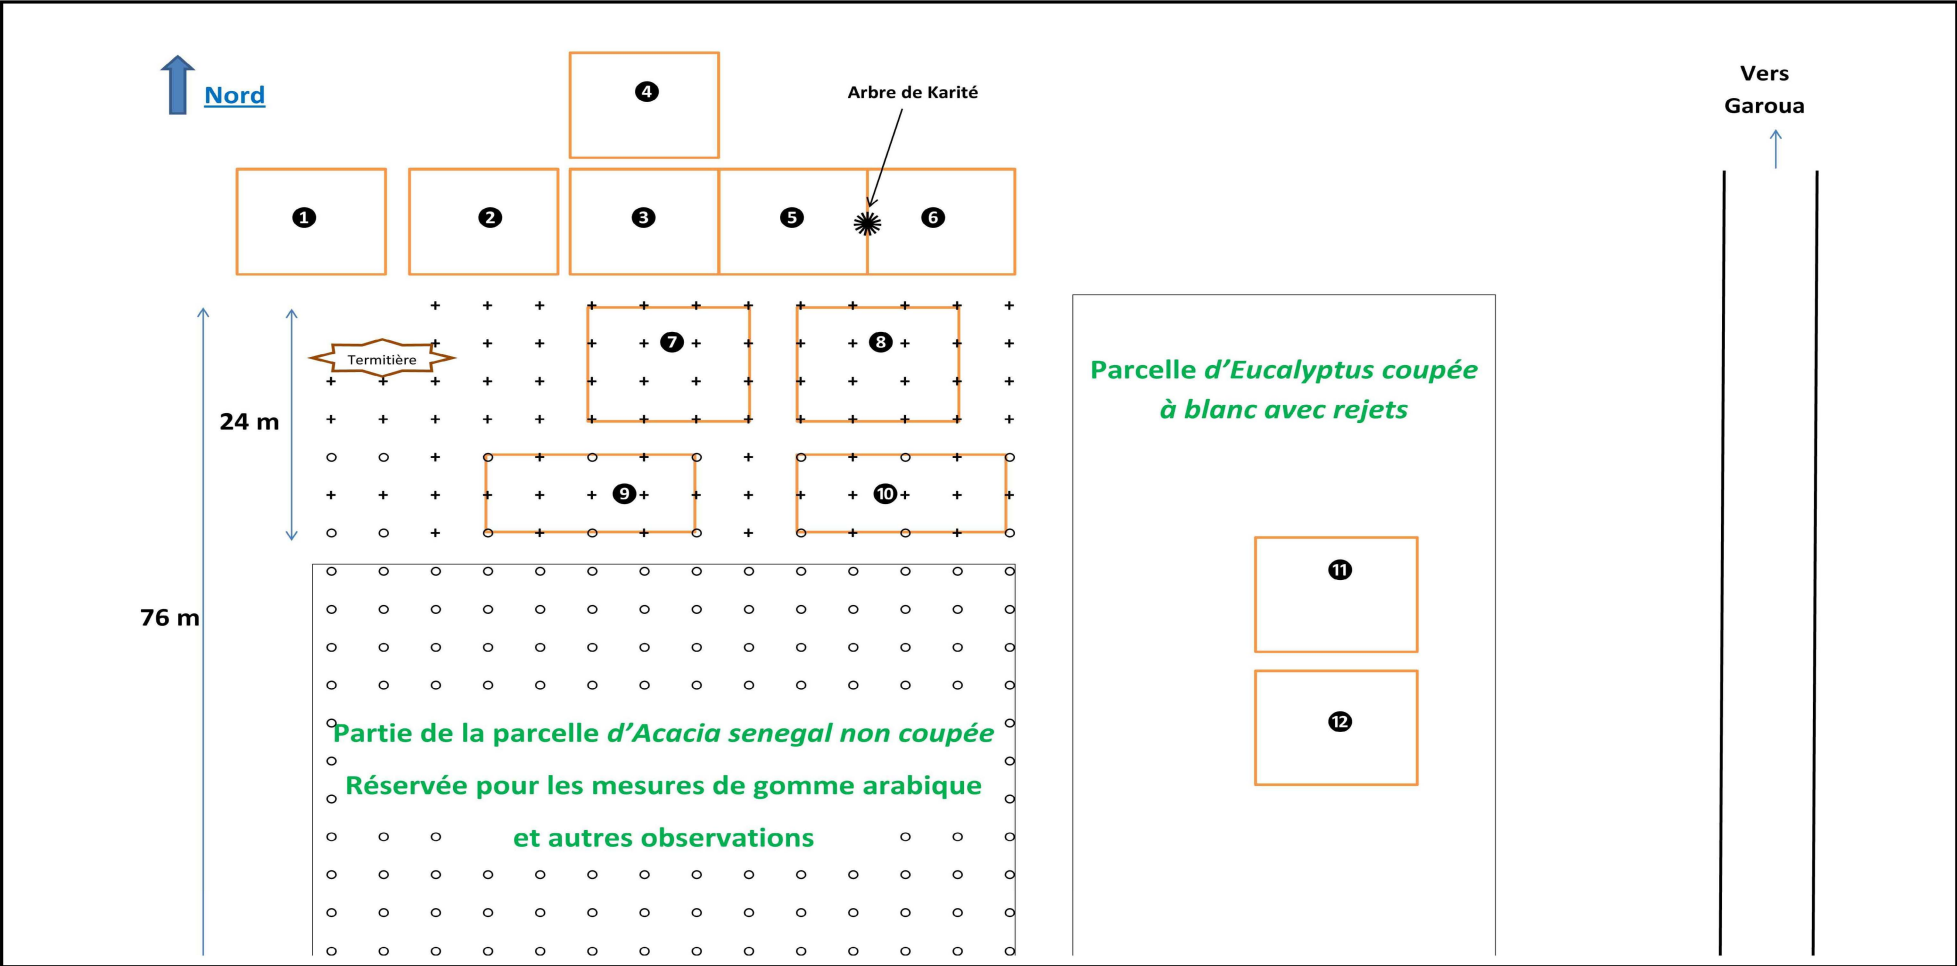 Nord
4
Arbre de Karité
Vers
Garoua
1
2
3
5
6
7
8
Termitière
24 m
9
10
76 m
Parcelle d'Eucalyptus coupée
à blanc avec rejets
11
12
Partie de la parcelle d'Acacia senegal non coupée
Réservée pour les mesures de gomme arabique
et autres observations